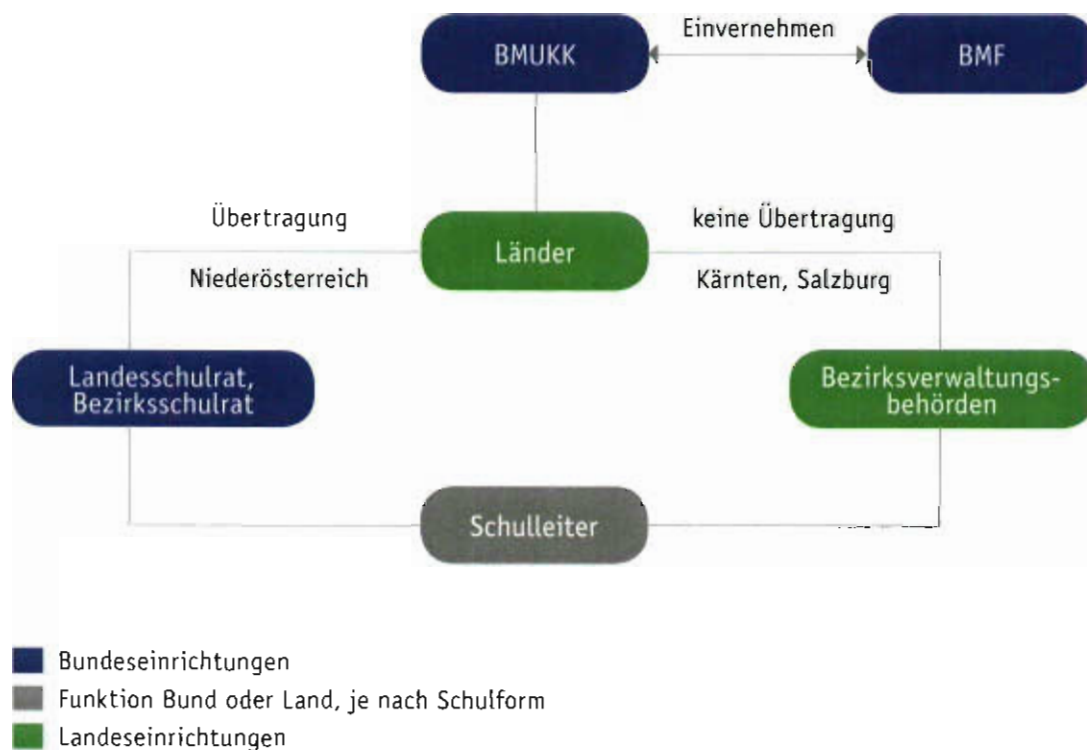 Einvernehmen
BMUKK
BMF
Übertragung
keine Übertragung
Länder
Niederösterreich
Kärnten, Salzburg
Landesschulrat,
Bezirksschulrat
Bezirksverwaltungs-
behörden
Schulleiter
Bundeseinrichtungen
Funktion Bund oder Land, je nach Schulform
Landeseinrichtungen